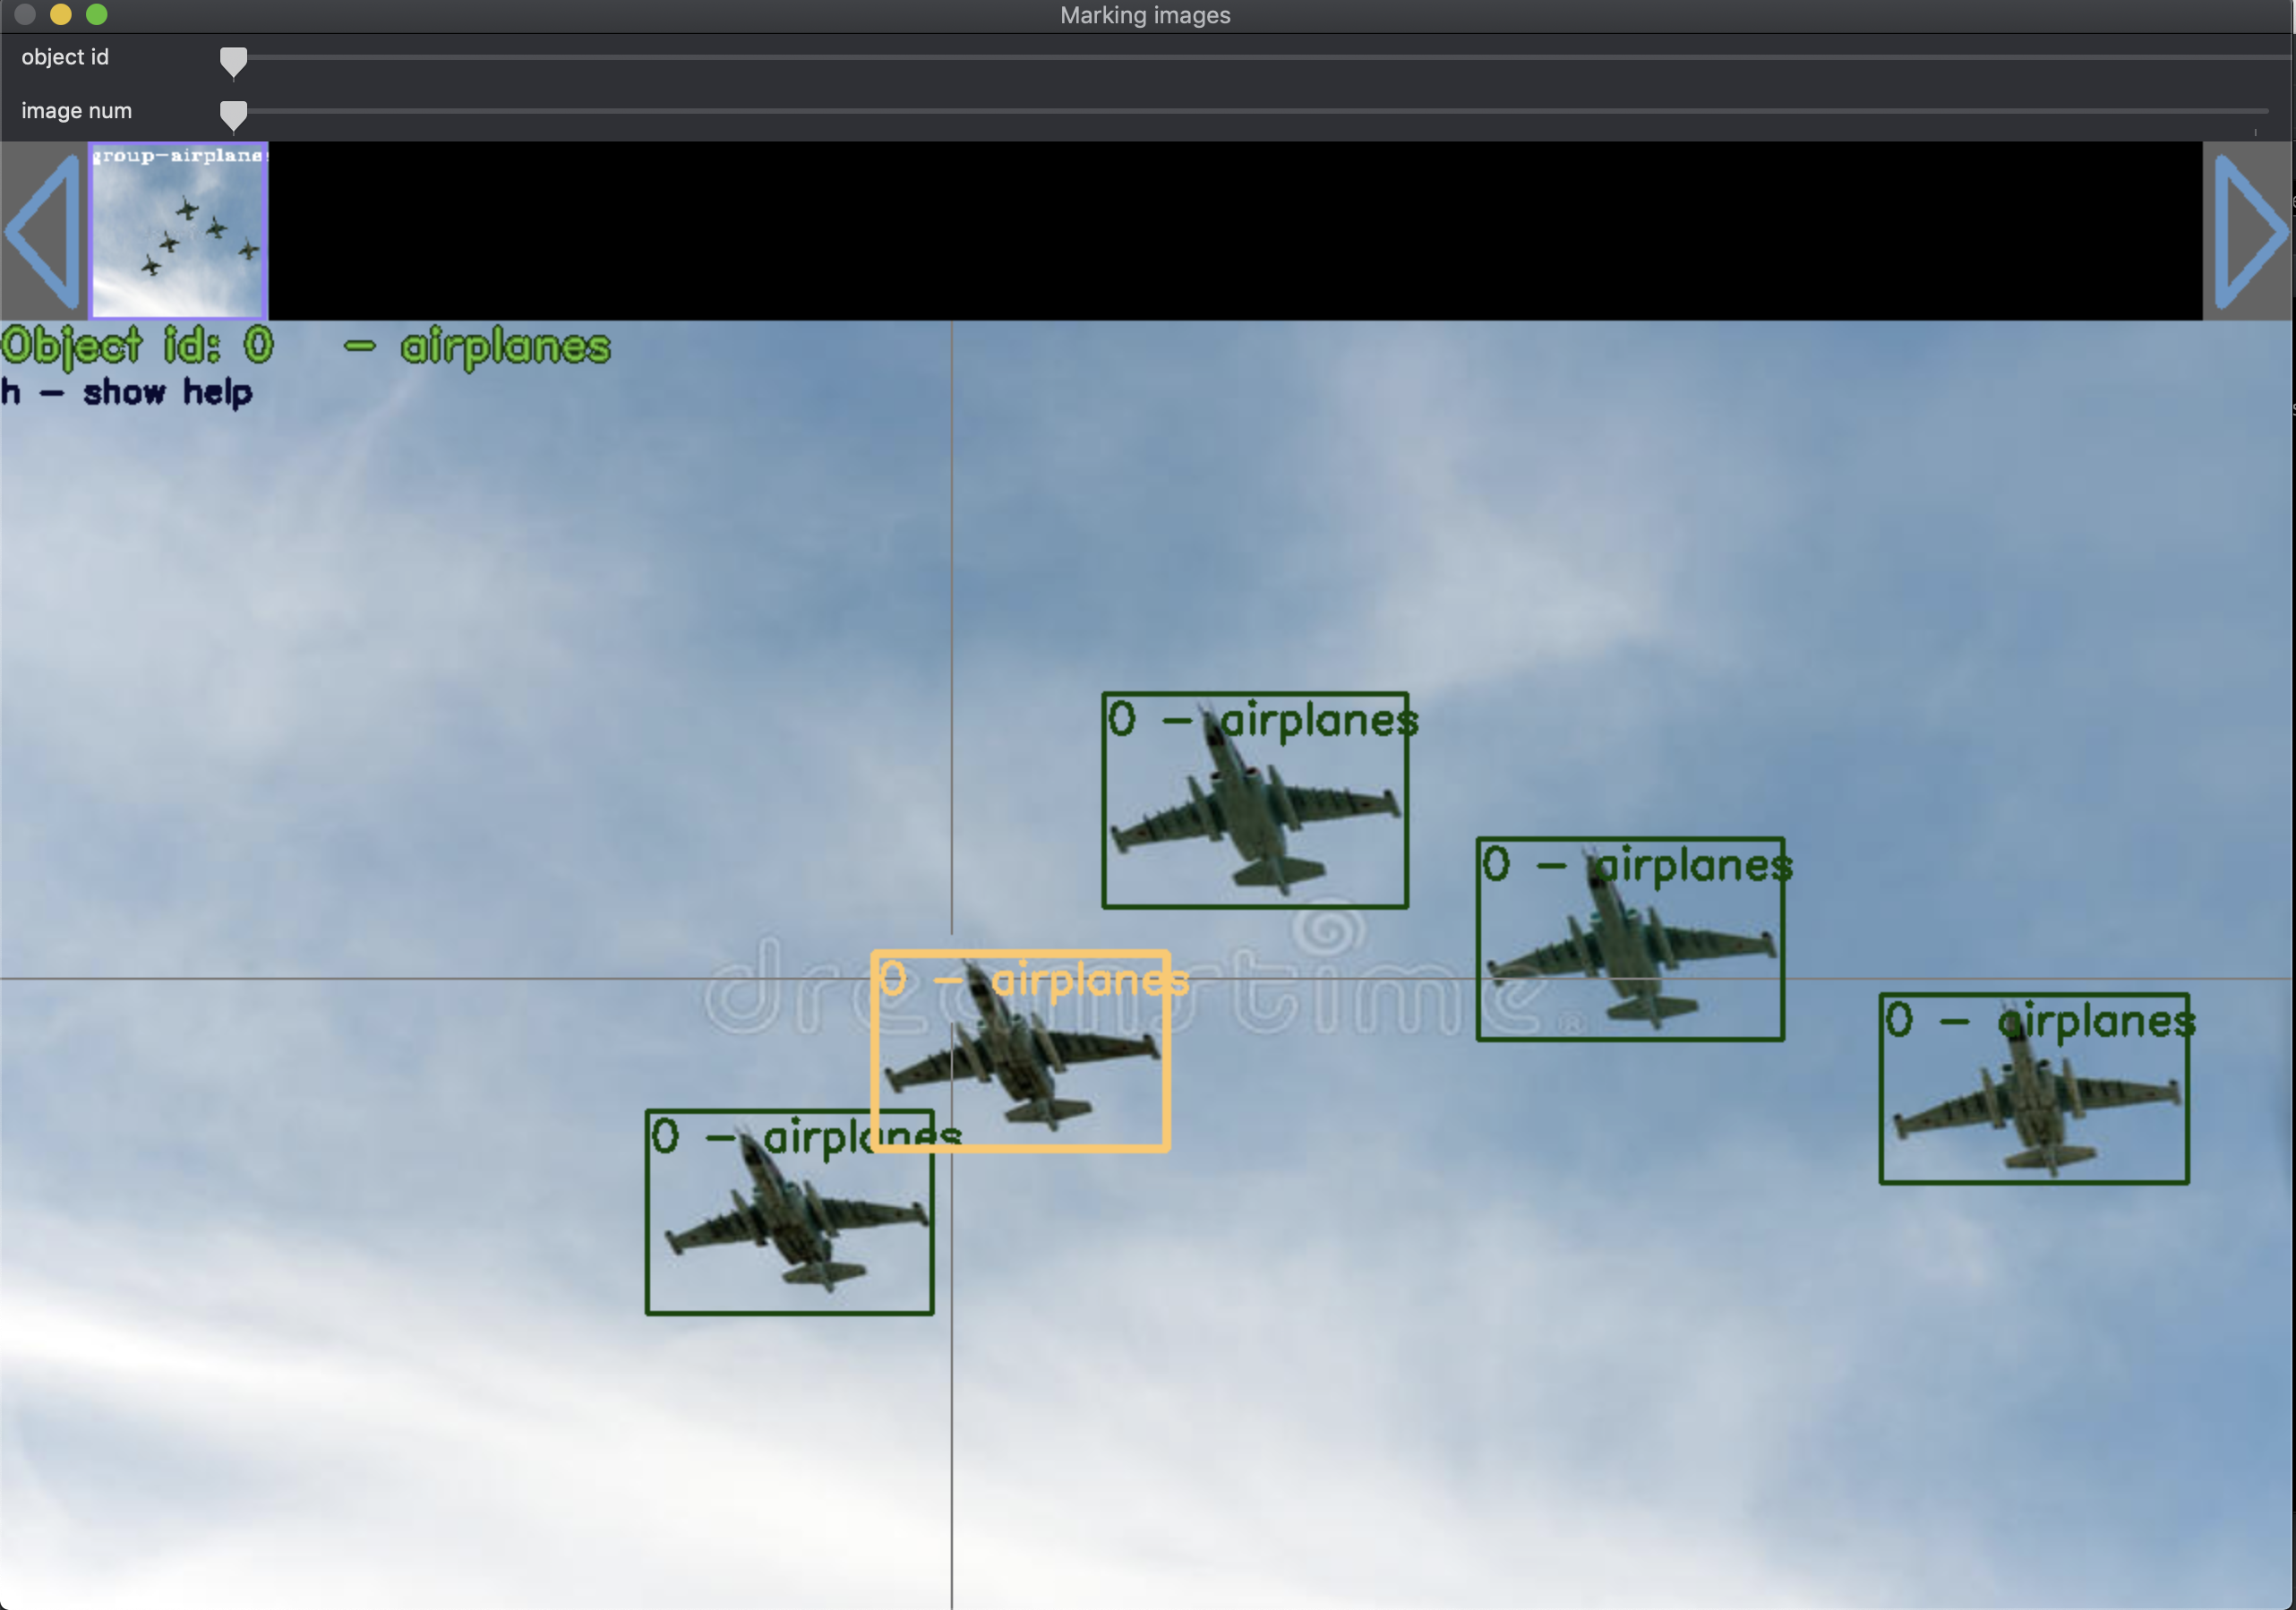 Marking images
object id
image num
group-airplane
Object id: 0 - airplanes
h - show help
0 - airplanes
0 - airplanes
dreamstime®
0 - airplanes
0 - airplanes
0 - airplanes